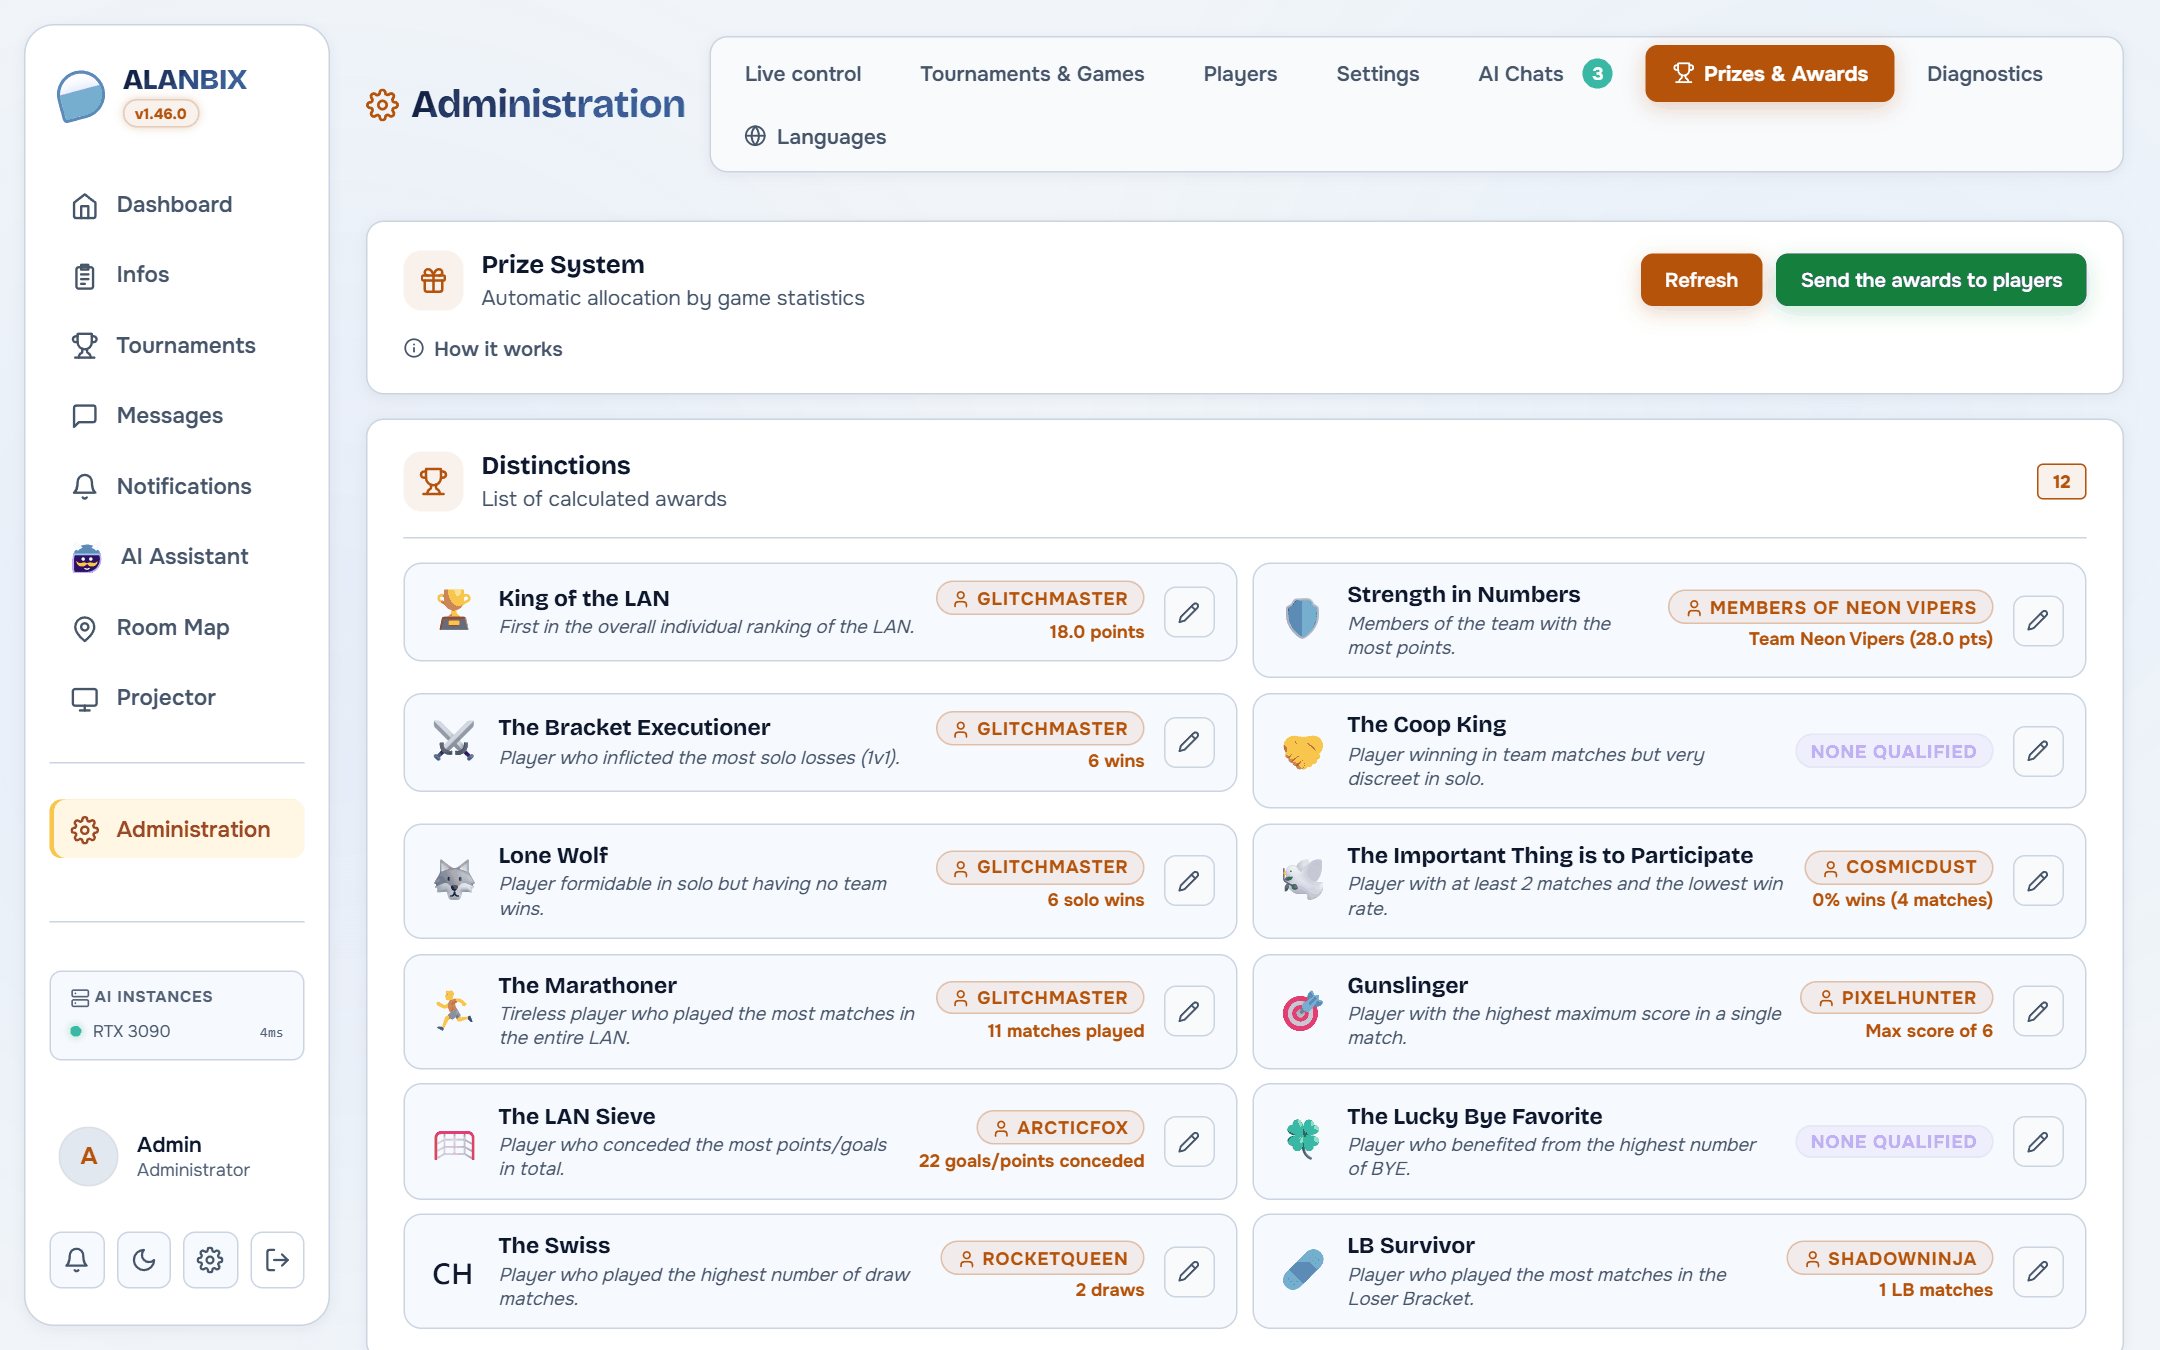 ALANBIX
v1.46.0
Dashboard
Infos
Tournaments
Messages
Notifications
AI Assistant
Room Map
Projector
Administration
AI INSTANCES
RTX 3090
4ms
A
Admin
Administrator
Administration
Live control
Tournaments & Games
Players
Settings
AI Chats
3
Prizes & Awards
Diagnostics
Languages
Prize System
Automatic allocation by game statistics
Refresh
Send the awards to players
How it works
Distinctions
List of calculated awards
12
King of the LAN
First in the overall individual ranking of the LAN.
GLITCHMASTER
18.0 points
Strength in Numbers
Members of the team with the
most points.
MEMBERS OF NEON VIPERS
Team Neon Vipers (28.0 pts)
The Bracket Executioner
Player who inflicted the most solo losses (1v1).
GLITCHMASTER
6 wins
The Coop King
Player winning in team matches but very
discreet in solo.
NONE QUALIFIED
Lone Wolf
Player formidable in solo but having no team
wins.
GLITCHMASTER
6 solo wins
The Important Thing is to Participate
Player with at least 2 matches and the lowest win
rate.
COSMICDUST
0% wins (4 matches)
The Marathoner
Tireless player who played the most matches in
the entire LAN.
GLITCHMASTER
11 matches played
Gunslinger
Player with the highest maximum score in a single
match.
PIXELHUNTER
Max score of 6
The LAN Sieve
Player who conceded the most points/goals
in total.
ARCTICFOX
22 goals/points conceded
The Lucky Bye Favorite
Player who benefited from the highest number
of BYE.
NONE QUALIFIED
CH
The Swiss
Player who played the highest number of draw
matches.
ROCKETQUEEN
2 draws
LB Survivor
Player who played the most matches in the
Loser Bracket.
SHADOWNINJA
1 LB matches